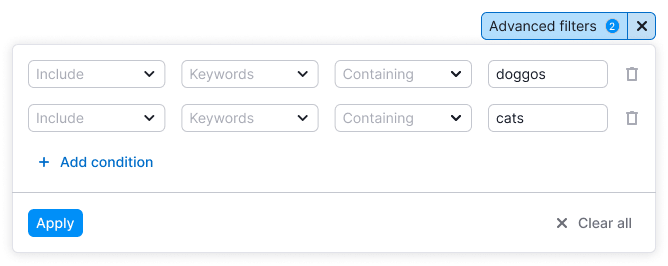 Advanced filters 2
Include Keywords Containing doggos
Include Keywords Containing cats
+ Add condition
Apply Clear all